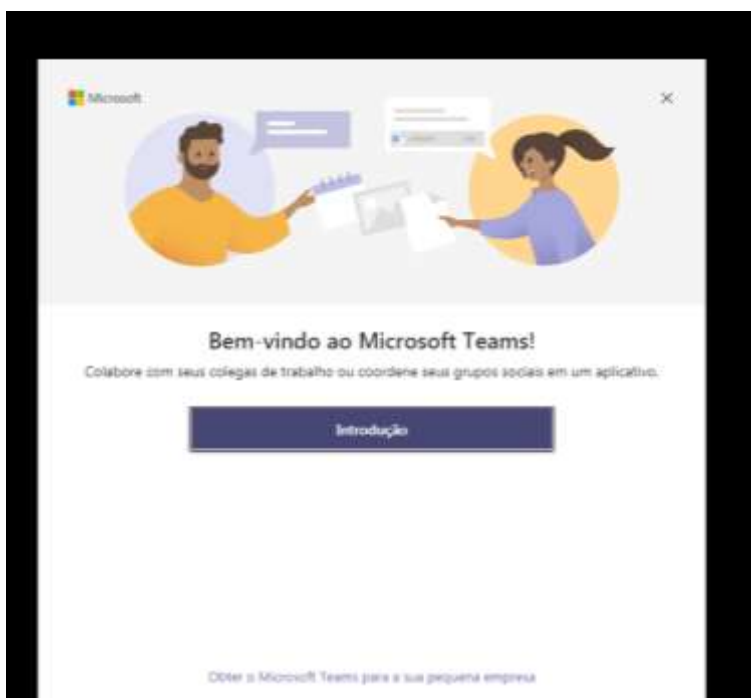 Microsoft
Bem-vindo ao Microsoft Teams!
Colabore com seus colegas de trabalho ou coordene seus grupos sociais em um aplicativo.
Introdução
Obter o Microsoft Teams para a sua pequena empresa